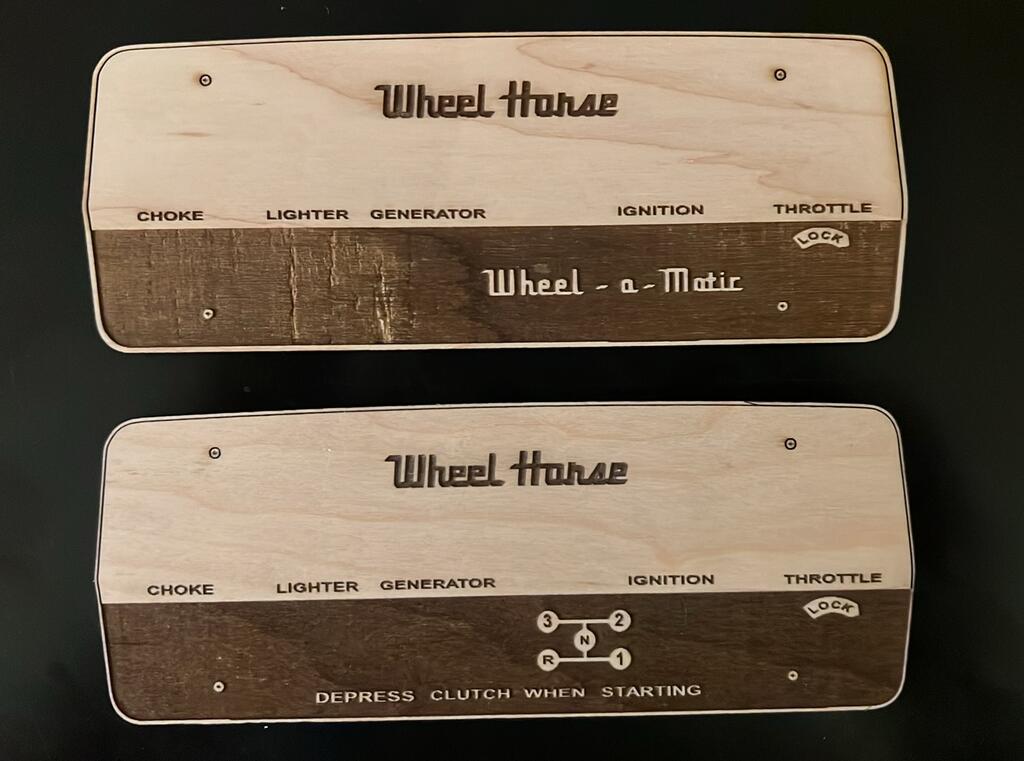 Wheel Horse
CHOKE LIGHTER GENERATOR IGNITION THROTTLE
LOCK
Wheel - a - Matic
Wheel Horse
CHOKE LIGHTER GENERATOR IGNITION THROTTLE
LOCK
3 2
N
R 1
DEPRESS CLUTCH WHEN STARTING